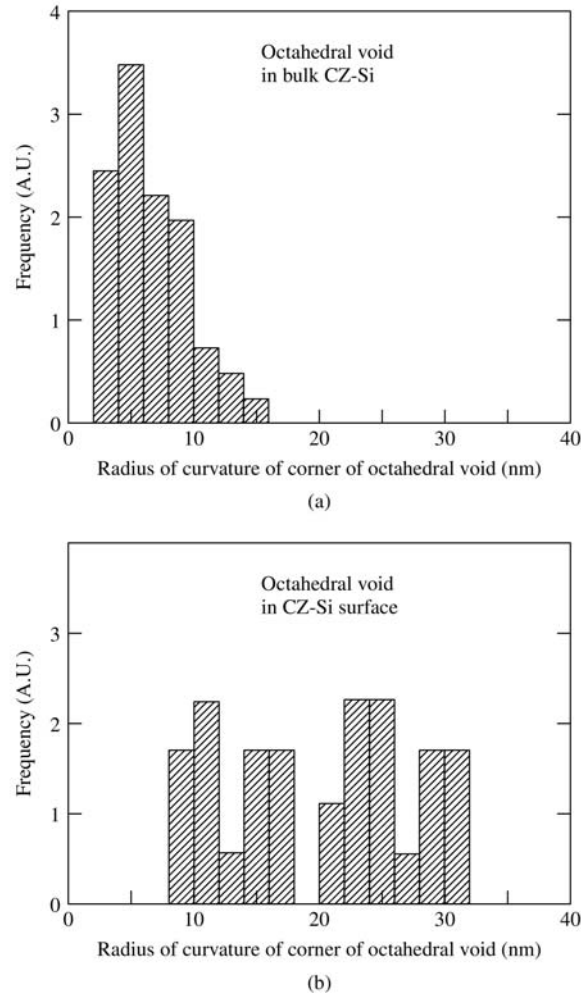 4
3
2
1
0
Frequency (A.U.)
Octahedral void
in bulk CZ-Si
0
10
20
30
40
Radius of curvature of corner of octahedral void (nm)
(a)
3
2
1
0
Frequency (A.U.)
Octahedral void
in CZ-Si surface
0
10
20
30
40
Radius of curvature of corner of octahedral void (nm)
(b)